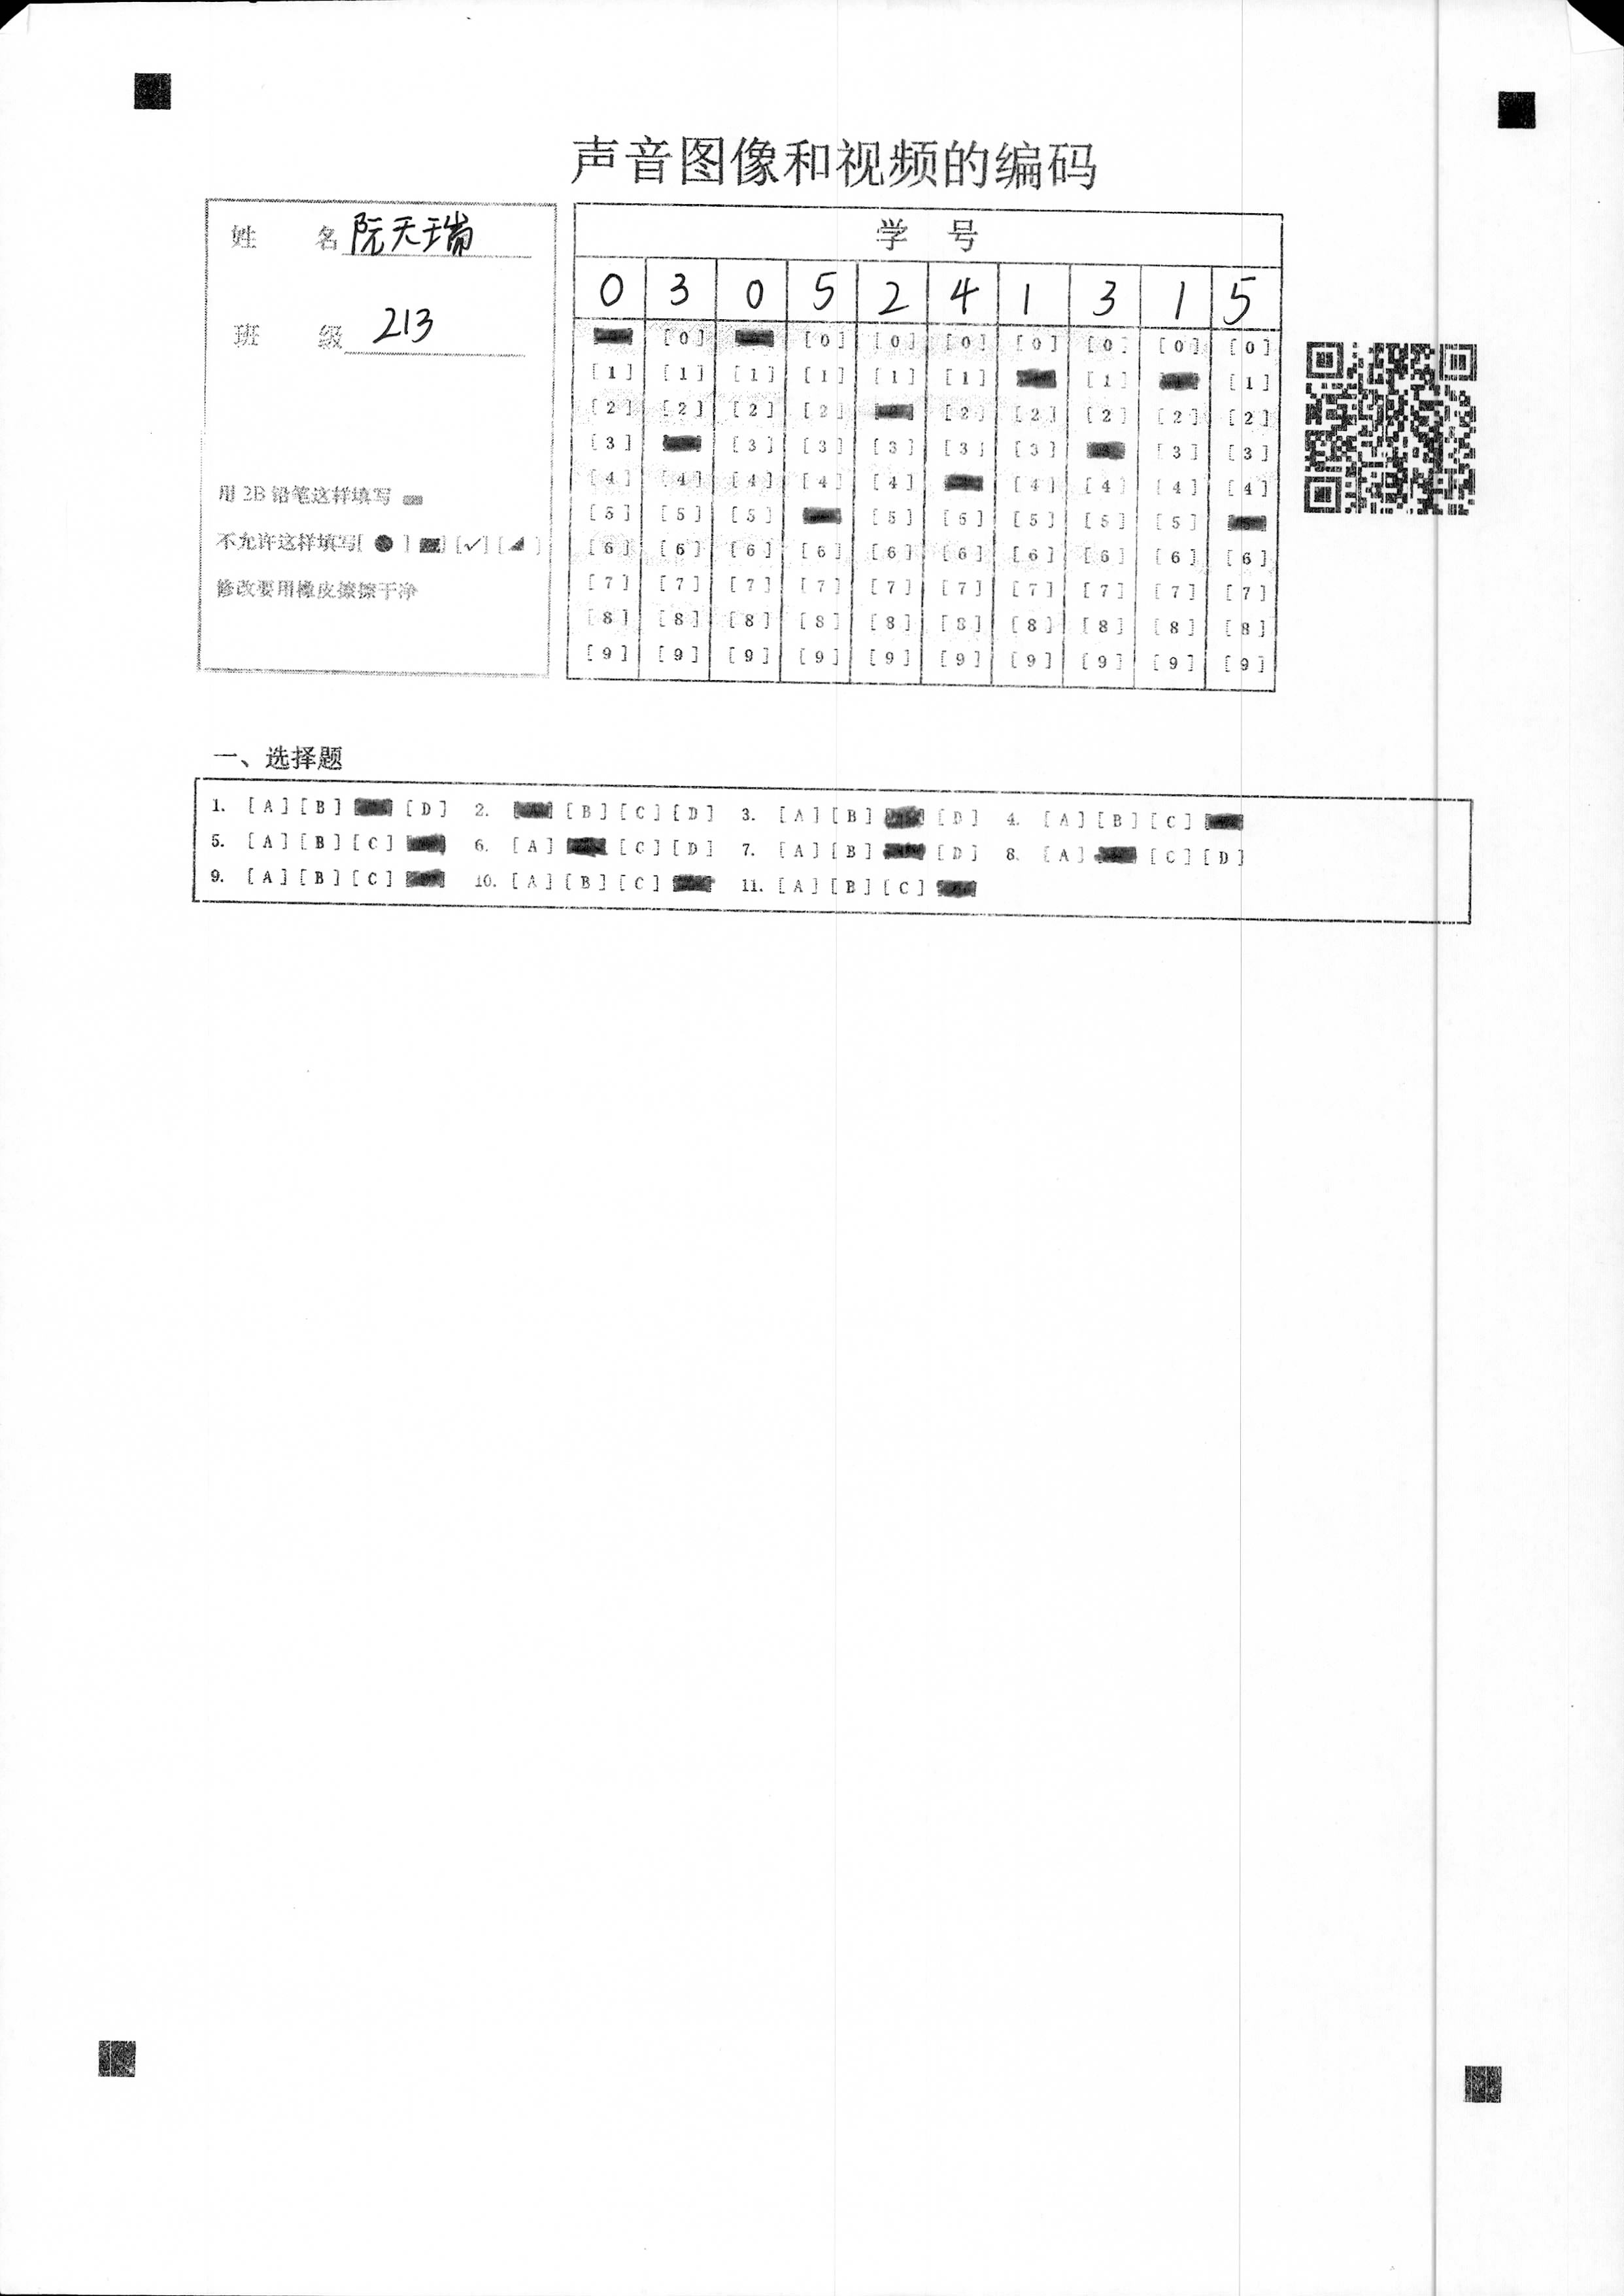 声音图像和视频的编码
姓 名 阮天瑞
班 级 213
用 2B 铅笔这样填写
不允许这样填写[●] [■] [✓] [◢]
修改要用橡皮擦擦干净
学 号
0 3 0 5 2 4 1 3 1 5
[0] [0] [0] [0] [0] [0] [0] [0]
[1] [1] [1] [1] [1] [1] [1] [1]
[2] [2] [2] [2] [2] [2] [2] [2] [2]
[3] [3] [3] [3] [3] [3] [3] [3]
[4] [4] [4] [4] [4] [4] [4] [4] [4]
[5] [5] [5] [5] [5] [5] [5] [5]
[6] [6] [6] [6] [6] [6] [6] [6] [6] [6]
[7] [7] [7] [7] [7] [7] [7] [7] [7] [7]
[8] [8] [8] [8] [8] [8] [8] [8] [8] [8]
[9] [9] [9] [9] [9] [9] [9] [9] [9] [9]
一、选择题
1. [A] [B] [D] 2. [B] [C] [D] 3. [A] [B] [D] 4. [A] [B] [C]
5. [A] [B] [C] 6. [A] [C] [D] 7. [A] [B] [D] 8. [A] [C] [D]
9. [A] [B] [C] 10. [A] [B] [C] 11. [A] [B] [C]